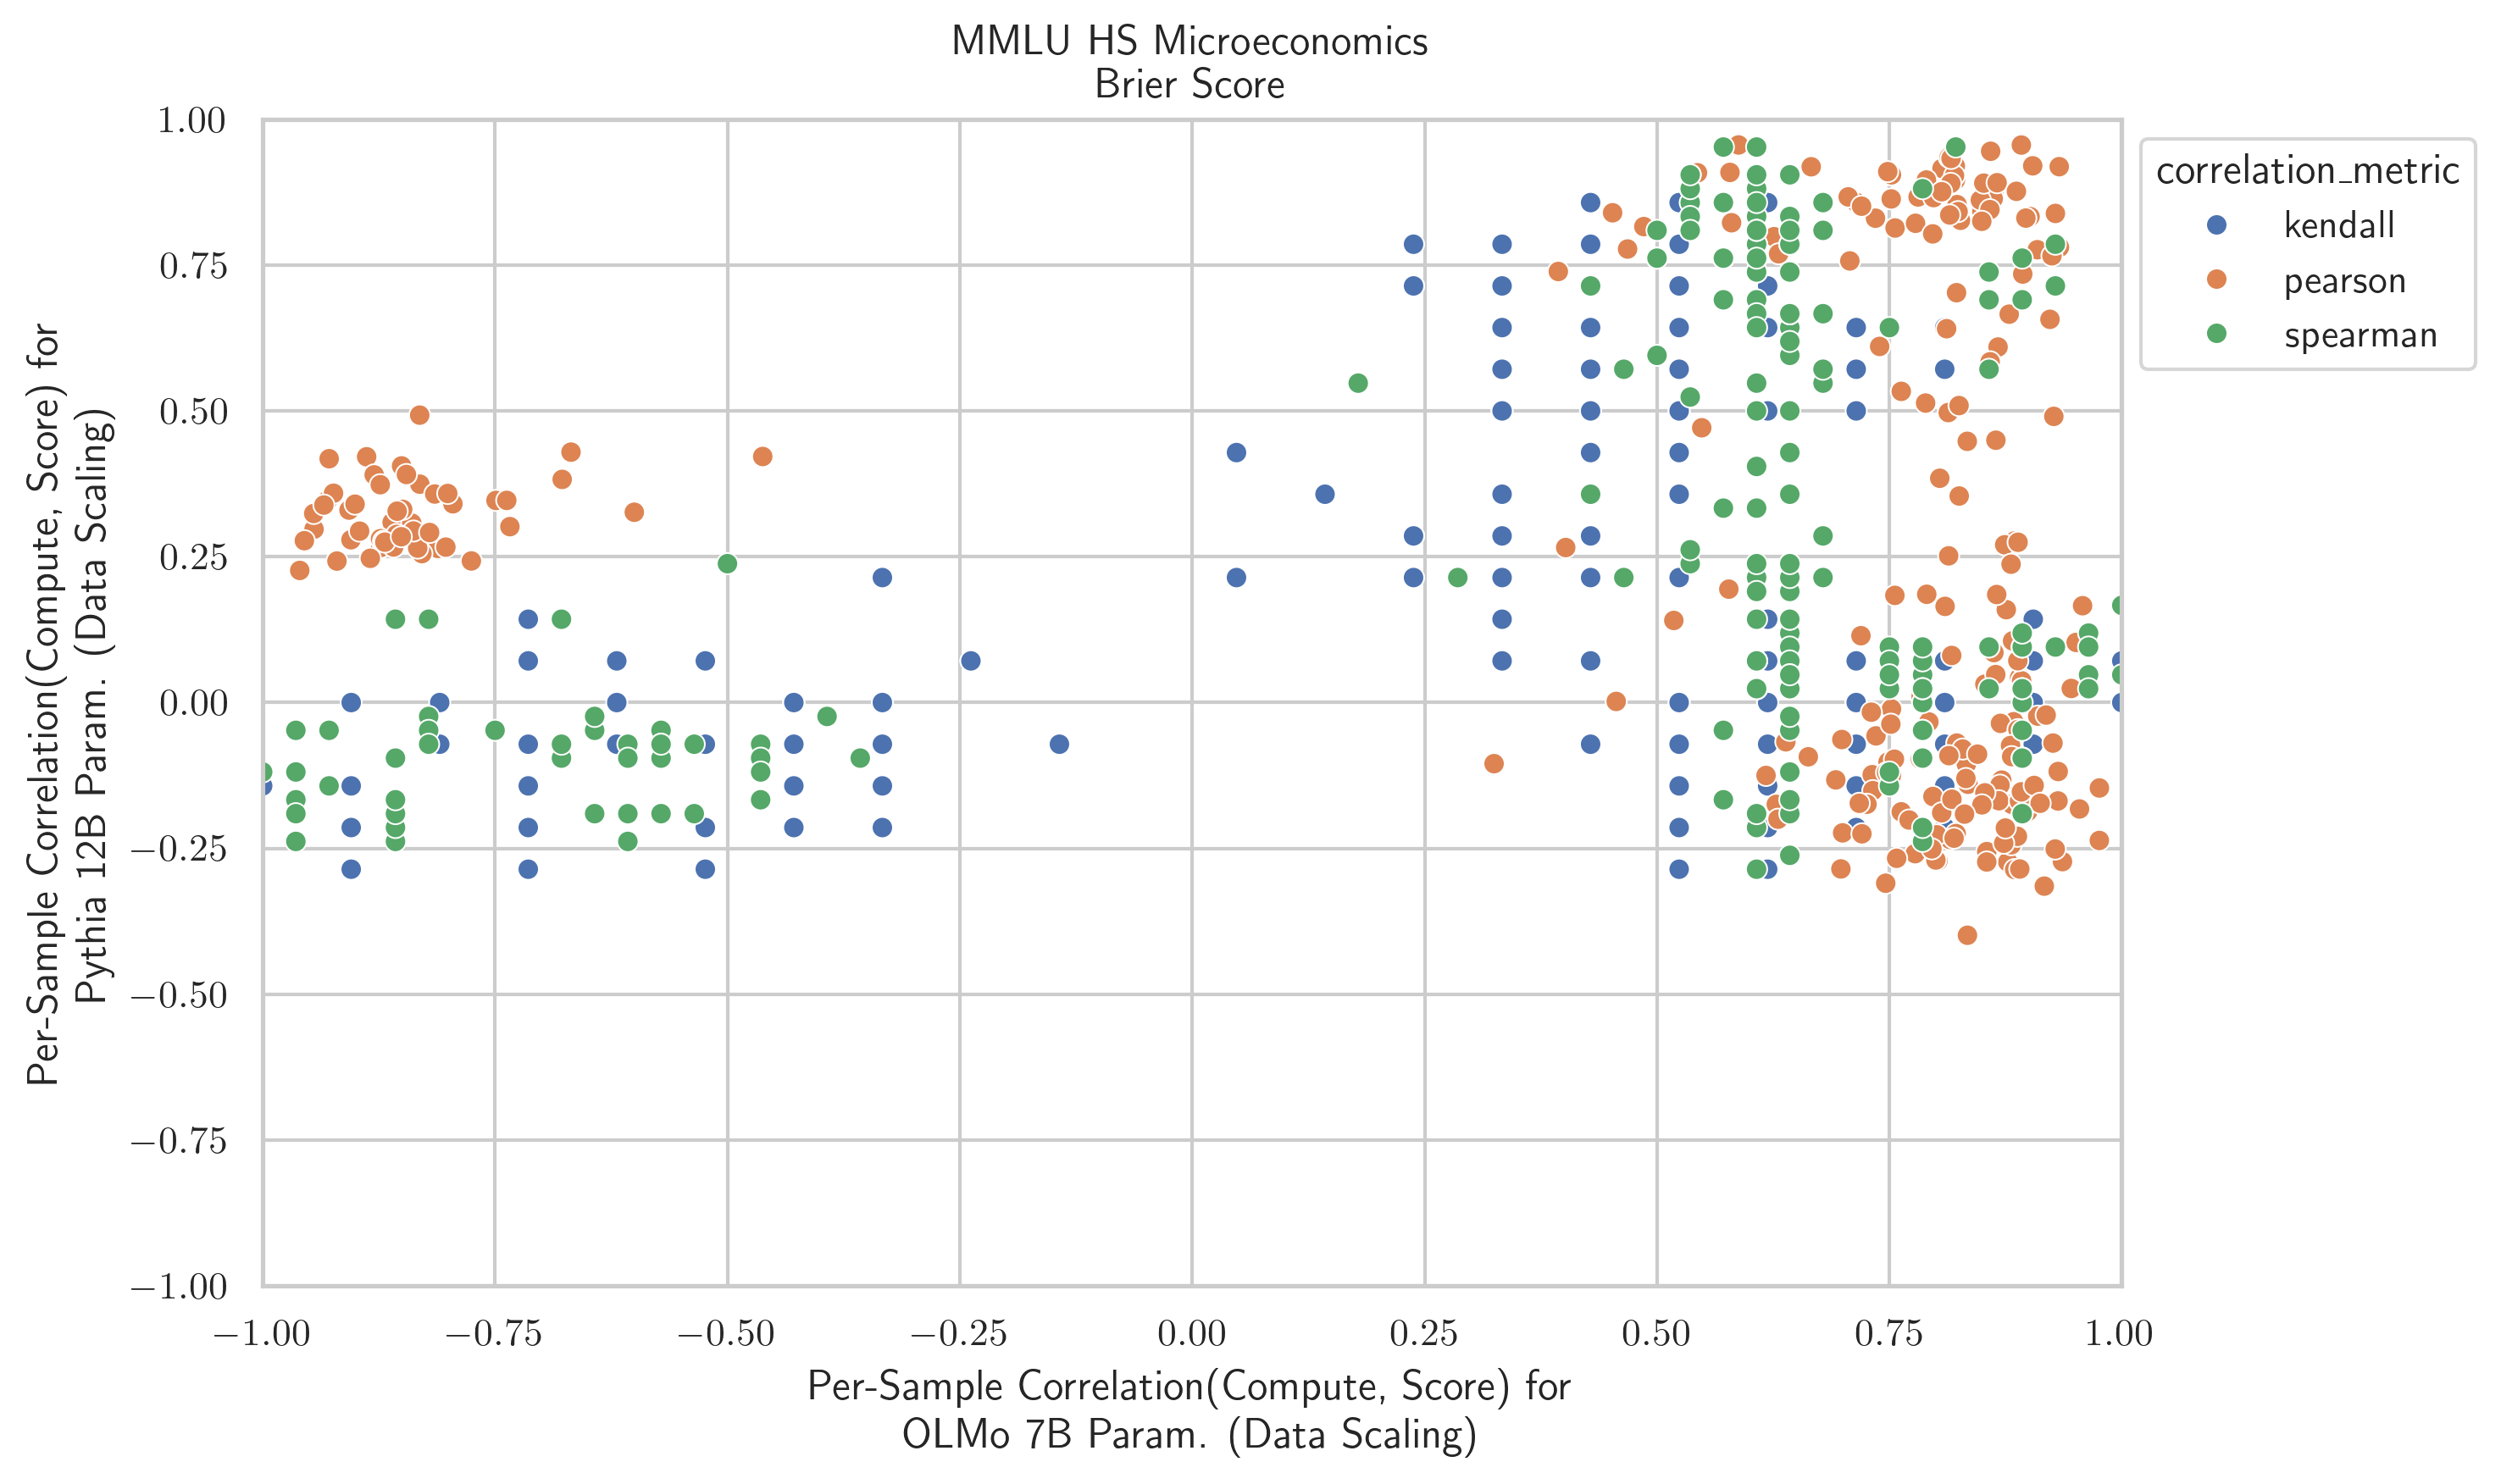 MMLU HS Microeconomics
Brier Score
Per-Sample Correlation(Compute, Score) for
Pythia 12B Param. (Data Scaling)
1.00
0.75
0.50
0.25
0.00
−0.25
−0.50
−0.75
−1.00
−1.00 −0.75 −0.50 −0.25 0.00 0.25 0.50 0.75 1.00
Per-Sample Correlation(Compute, Score) for
OLMo 7B Param. (Data Scaling)
correlation_metric
kendall
pearson
spearman